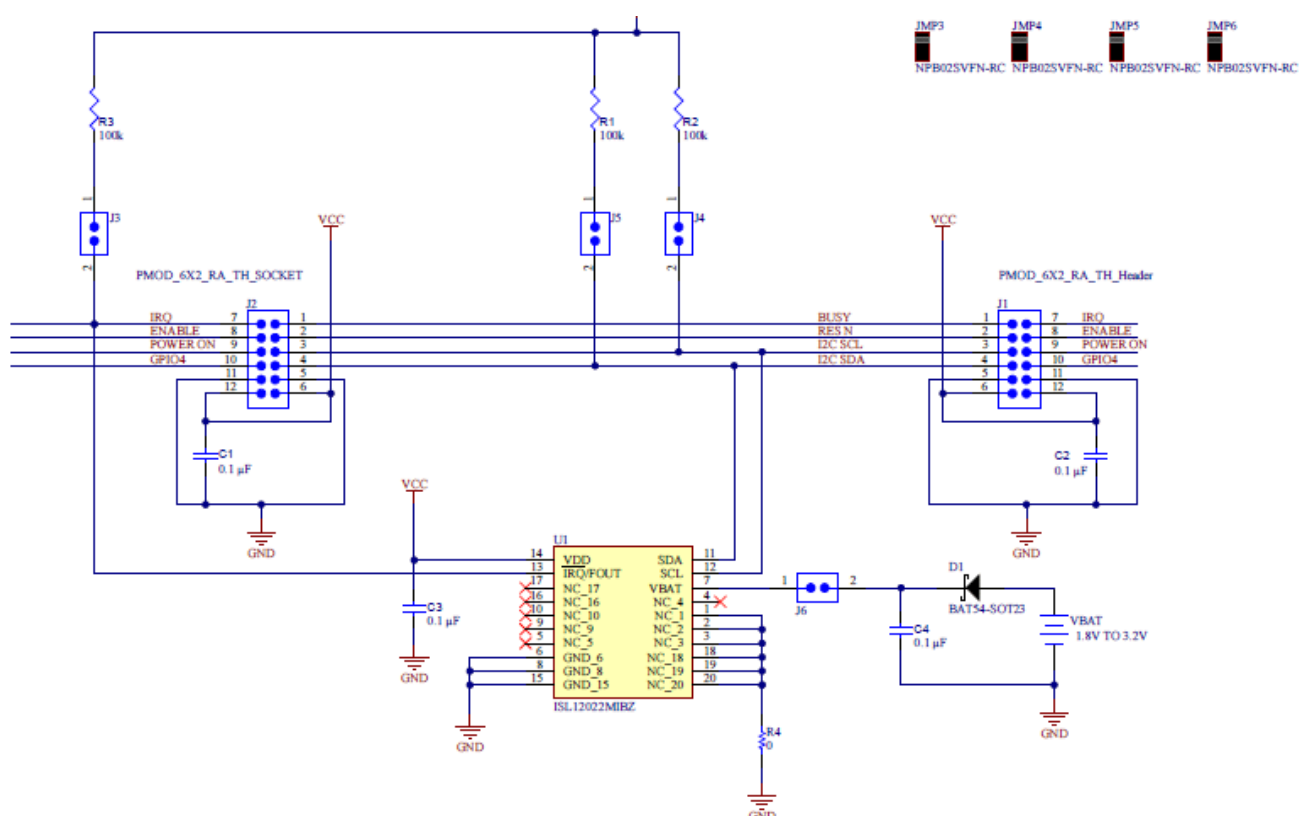 JMP3 JMP4 JMP5 JMP6
NPB02SVFN-RC NPB02SVFN-RC NPB02SVFN-RC NPB02SVFN-RC
R3 R1 R2
100k 100k 100k
1 1 1
J3 J5 J4
VCC VCC
2 2 2
PMOD_6X2_RA_TH_SOCKET PMOD_6X2_RA_TH_Header
J2 J1
IRQ 7 1 BUSY 1 7 IRQ
ENABLE 8 2 RES N 2 8 ENABLE
POWER ON 9 3 I2C SCL 3 9 POWER ON
GPIO4 10 4 I2C SDA 4 10 GPIO4
11 5 5 11
12 6 6 12
C1 C2
0.1 µF 0.1 µF
VCC
GND GND
U1
14 VDD SDA 11
13 IRQ/FOUT SCL 12
17 NC_17 VBAT 7
16 NC_16 NC_4 4
10 NC_10 NC_1 1
9 NC_9 NC_2 2
5 NC_5 NC_3 3
6 GND_6 NC_18 18
8 GND_8 NC_19 19
15 GND_15 NC_20 20
ISL12022MIBZ
1 2
J6
D1
BAT54-SOT23
C3
0.1 µF
C4
0.1 µF
VBAT
1.8V TO 3.2V
GND
GND
R4
0
GND
GND